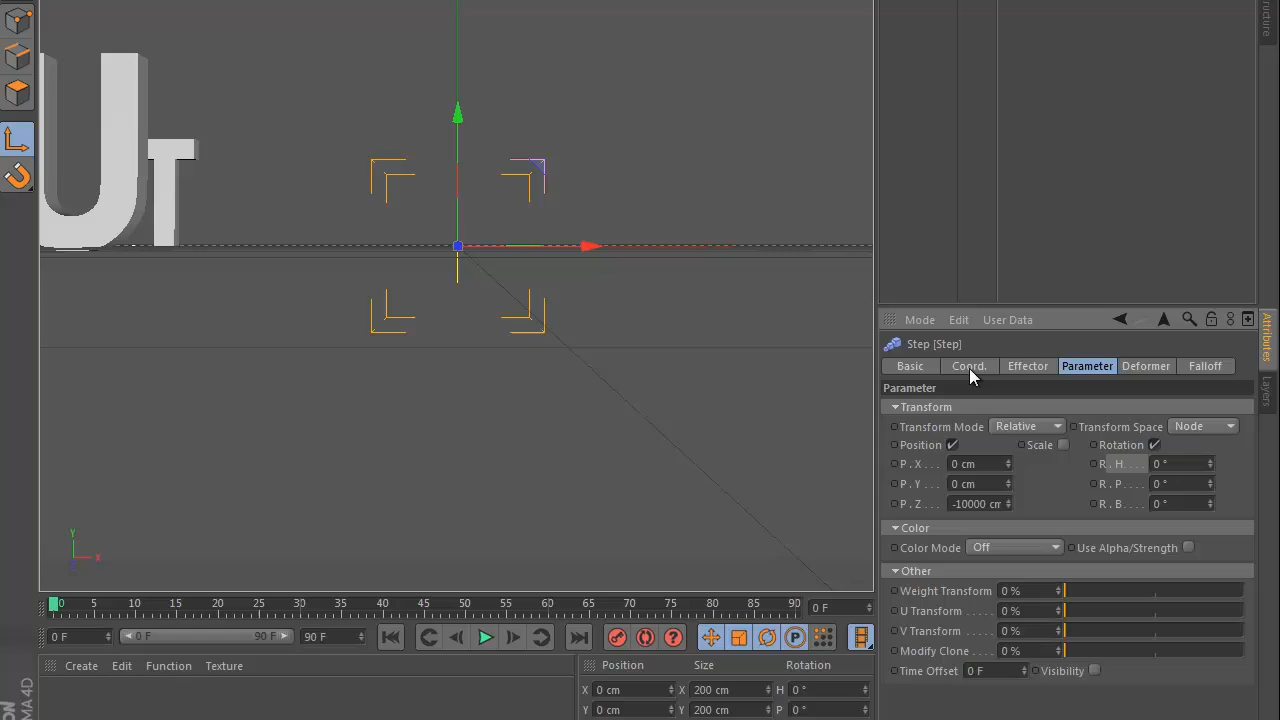 ructure
UT
Mode Edit User Data
Attributes
Layers
Step [Step]
Basic Coord. Effector Parameter Deformer Falloff
Parameter
Transform
Transform Mode Relative Transform Space Node
Position Scale Rotation
P . X . . . 0 cm R . H . . . . 0 °
P . Y . . . 0 cm R . P . . . . 0 °
P . Z . . . -10000 cm R . B . . . . 0 °
Color
Color Mode Off Use Alpha/Strength
Other
Weight Transform 0 %
U Transform . . . . . 0 %
V Transform . . . . . 0 %
Modify Clone . . . . 0 %
Time Offset 0 F Visibility
Y
X
0 5 10 15 20 25 30 35 40 45 50 55 60 65 70 75 80 85 90 0 F
0 F 0 F 90 F 90 F
Create Edit Function Texture
Position Size Rotation
X 0 cm X 200 cm H 0 °
Y 0 cm Y 200 cm P 0 °
MA 4D